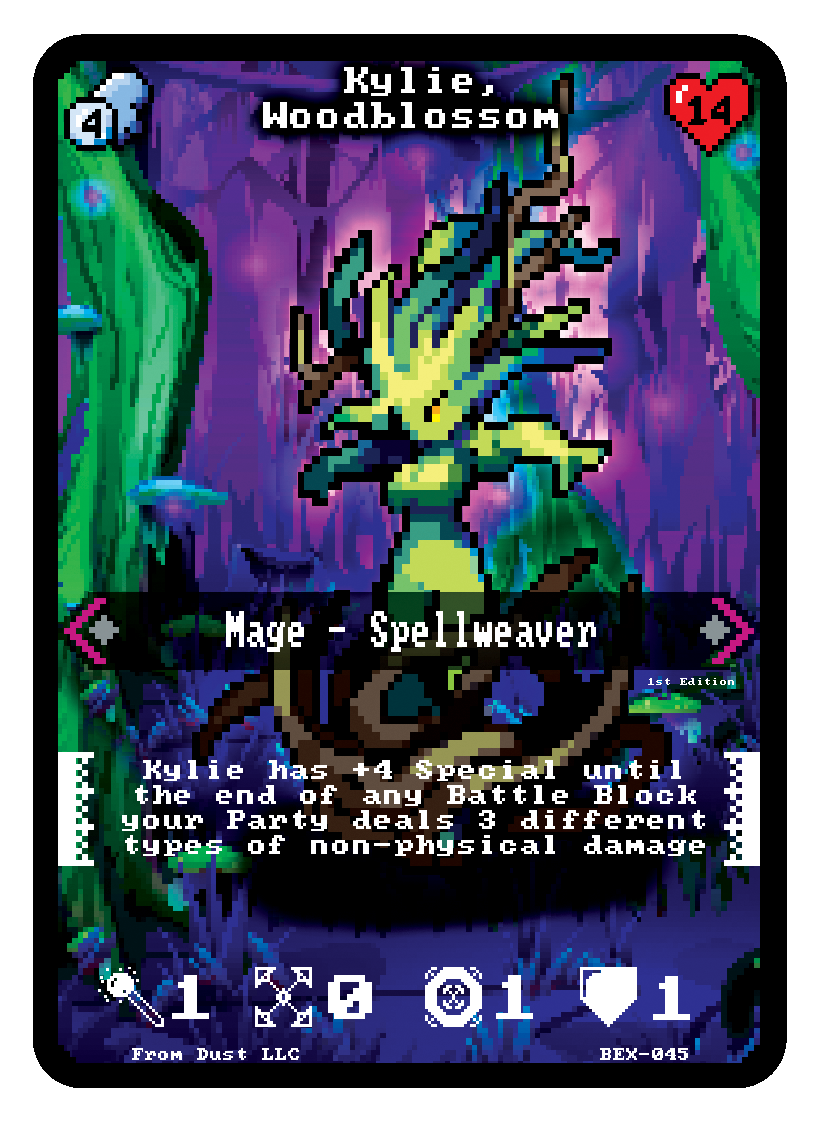 Kylie,
Woodblossom
4
14
Mage - Spellweaver
1st Edition
Kylie has +4 Special until
the end of any Battle Block
your Party deals 3 different
types of non-physical damage
1 0 1 1
From Dust LLC
BEX-045